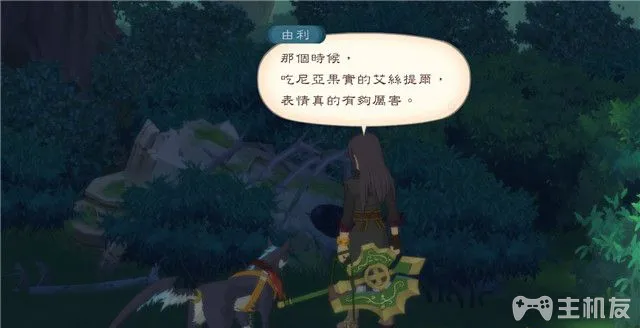 由利
那個時候，
吃尼亞果實的艾絲提爾，
表情真的有夠厲害。
主机友